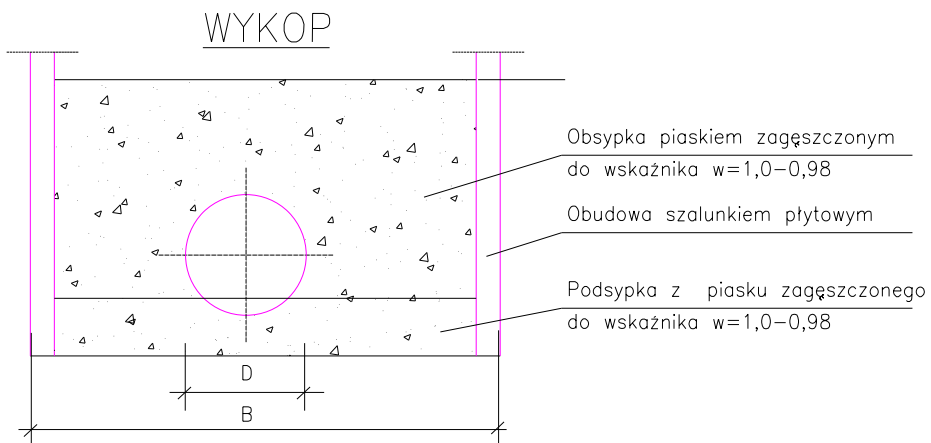 WYKOP
Obsypka piaskiem zagęszczonym
do wskaźnika w=1,0-0,98
Obudowa szalunkiem płytowym
Podsypka z piasku zagęszczonego
do wskaźnika w=1,0-0,98
D
B